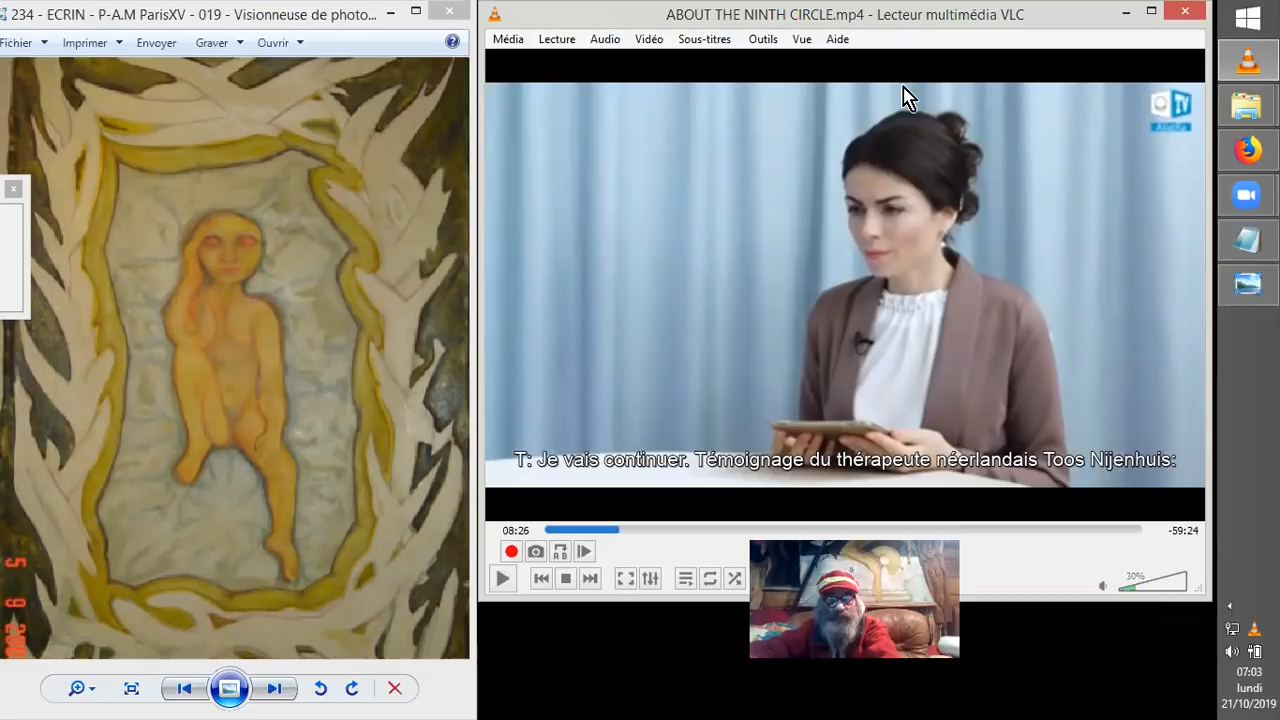 234 - ECRIN - P-A-M ParisXV - 019 - Visionneuse de photo...
Fichier
Imprimer
Envoyer
Graver
Ouvrir
ABOUT THE NINTH CIRCLE.mp4 - Lecteur multimédia VLC
Média
Lecture
Audio
Vidéo
Sous-titres
Outils
Vue
Aide
TV
AllatRa
T: Je vais continuer. Témoignage du thérapeute néerlandais Toos Nijenhuis:
08:26
-59:24
30%
07:03
lundi
21/10/2019